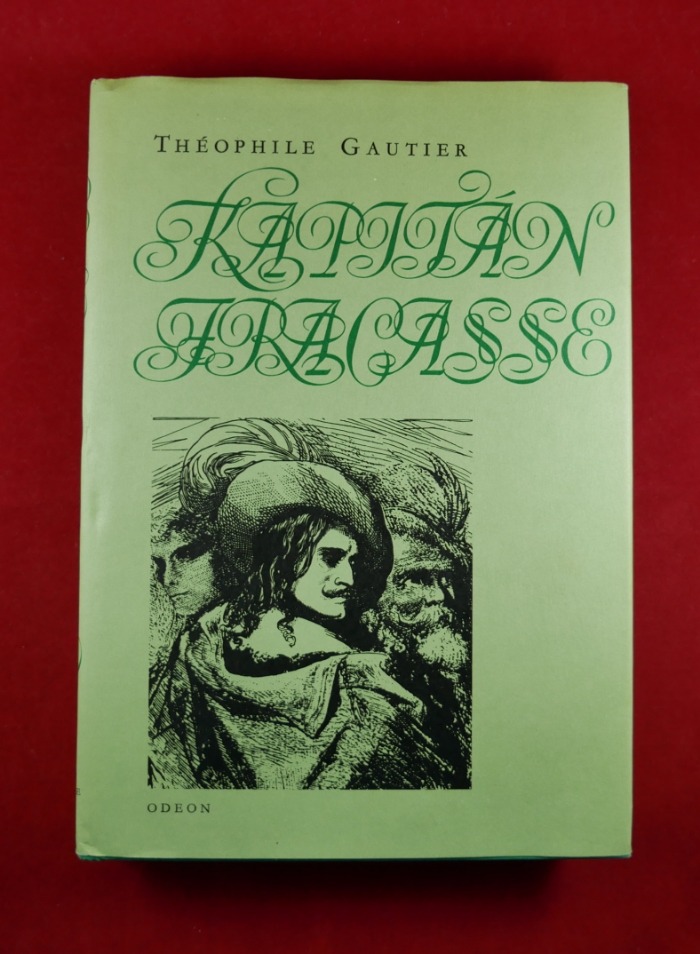 THÉOPHILE GAUTIER
KAPITÁN
FRACASSE
ODEON